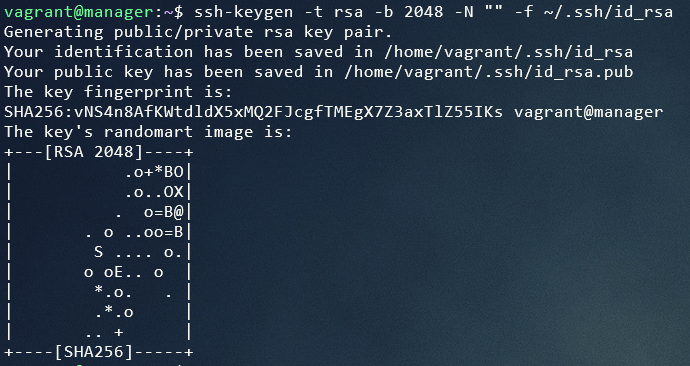 vagrant@manager:~$ ssh-keygen -t rsa -b 2048 -N "" -f ~/.ssh/id_rsa
Generating public/private rsa key pair.
Your identification has been saved in /home/vagrant/.ssh/id_rsa
Your public key has been saved in /home/vagrant/.ssh/id_rsa.pub
The key fingerprint is:
SHA256:vNS4n8AfKWtdldX5xMQ2FJcgfTMEgX7Z3axTlZ55IKs vagrant@manager
The key's randomart image is:
+---[RSA 2048]----+
|           .o+*BO|
|           .o..OX|
|          .  o=B@|
|       . o ..oo=B|
|        S .... o.|
|       o oE.. o  |
|        *.o.   . |
|        .*.o     |
|       .. +      |
+----[SHA256]-----+